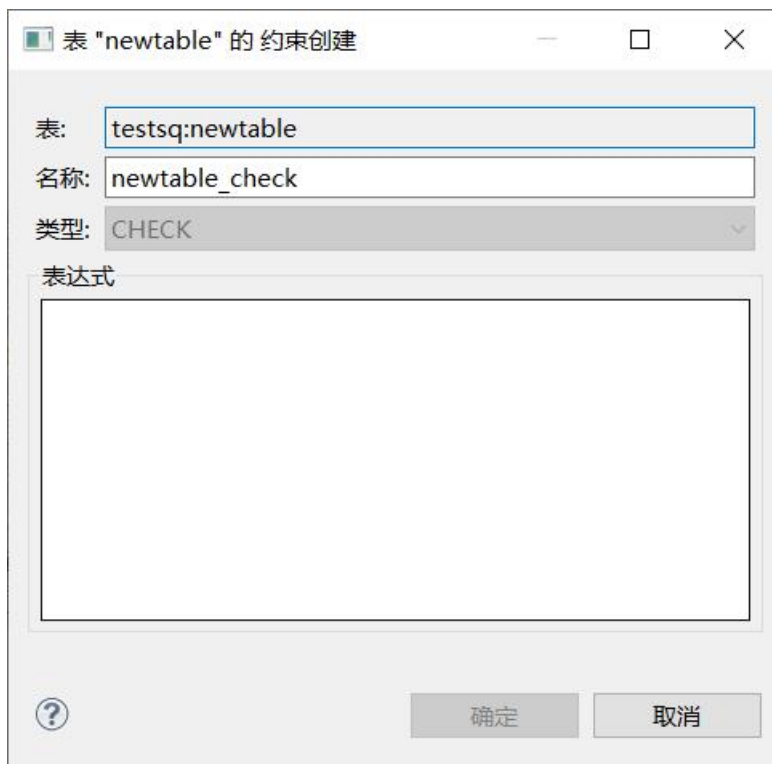 表 "newtable" 的 约束创建
表: testsq:newtable
名称: newtable_check
类型: CHECK
表达式
?
确定 取消